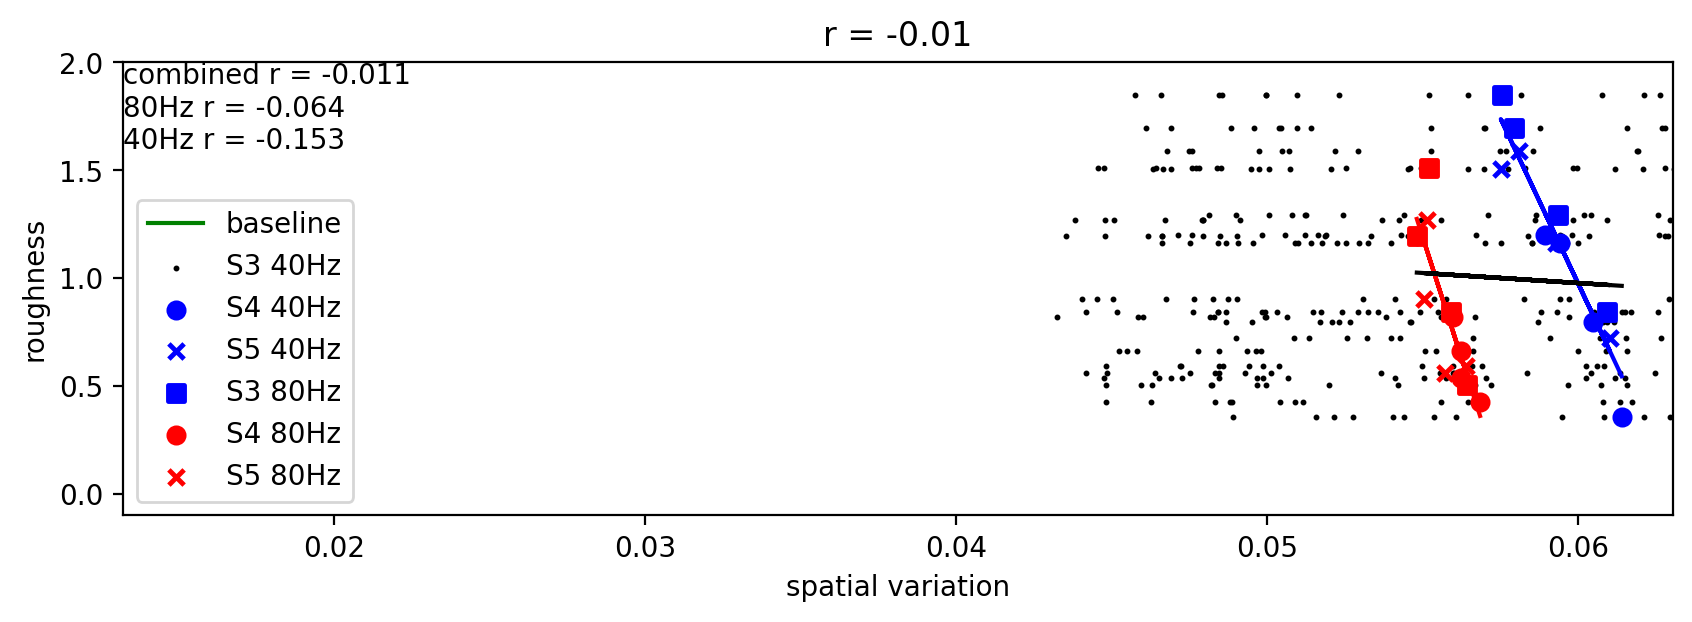 r = -0.01
combined r = -0.011
80Hz r = -0.064
40Hz r = -0.153
baseline
S3 40Hz
S4 40Hz
S5 40Hz
S3 80Hz
S4 80Hz
S5 80Hz
roughness
2.0
1.5
1.0
0.5
0.0
0.02 0.03 0.04 0.05 0.06
spatial variation